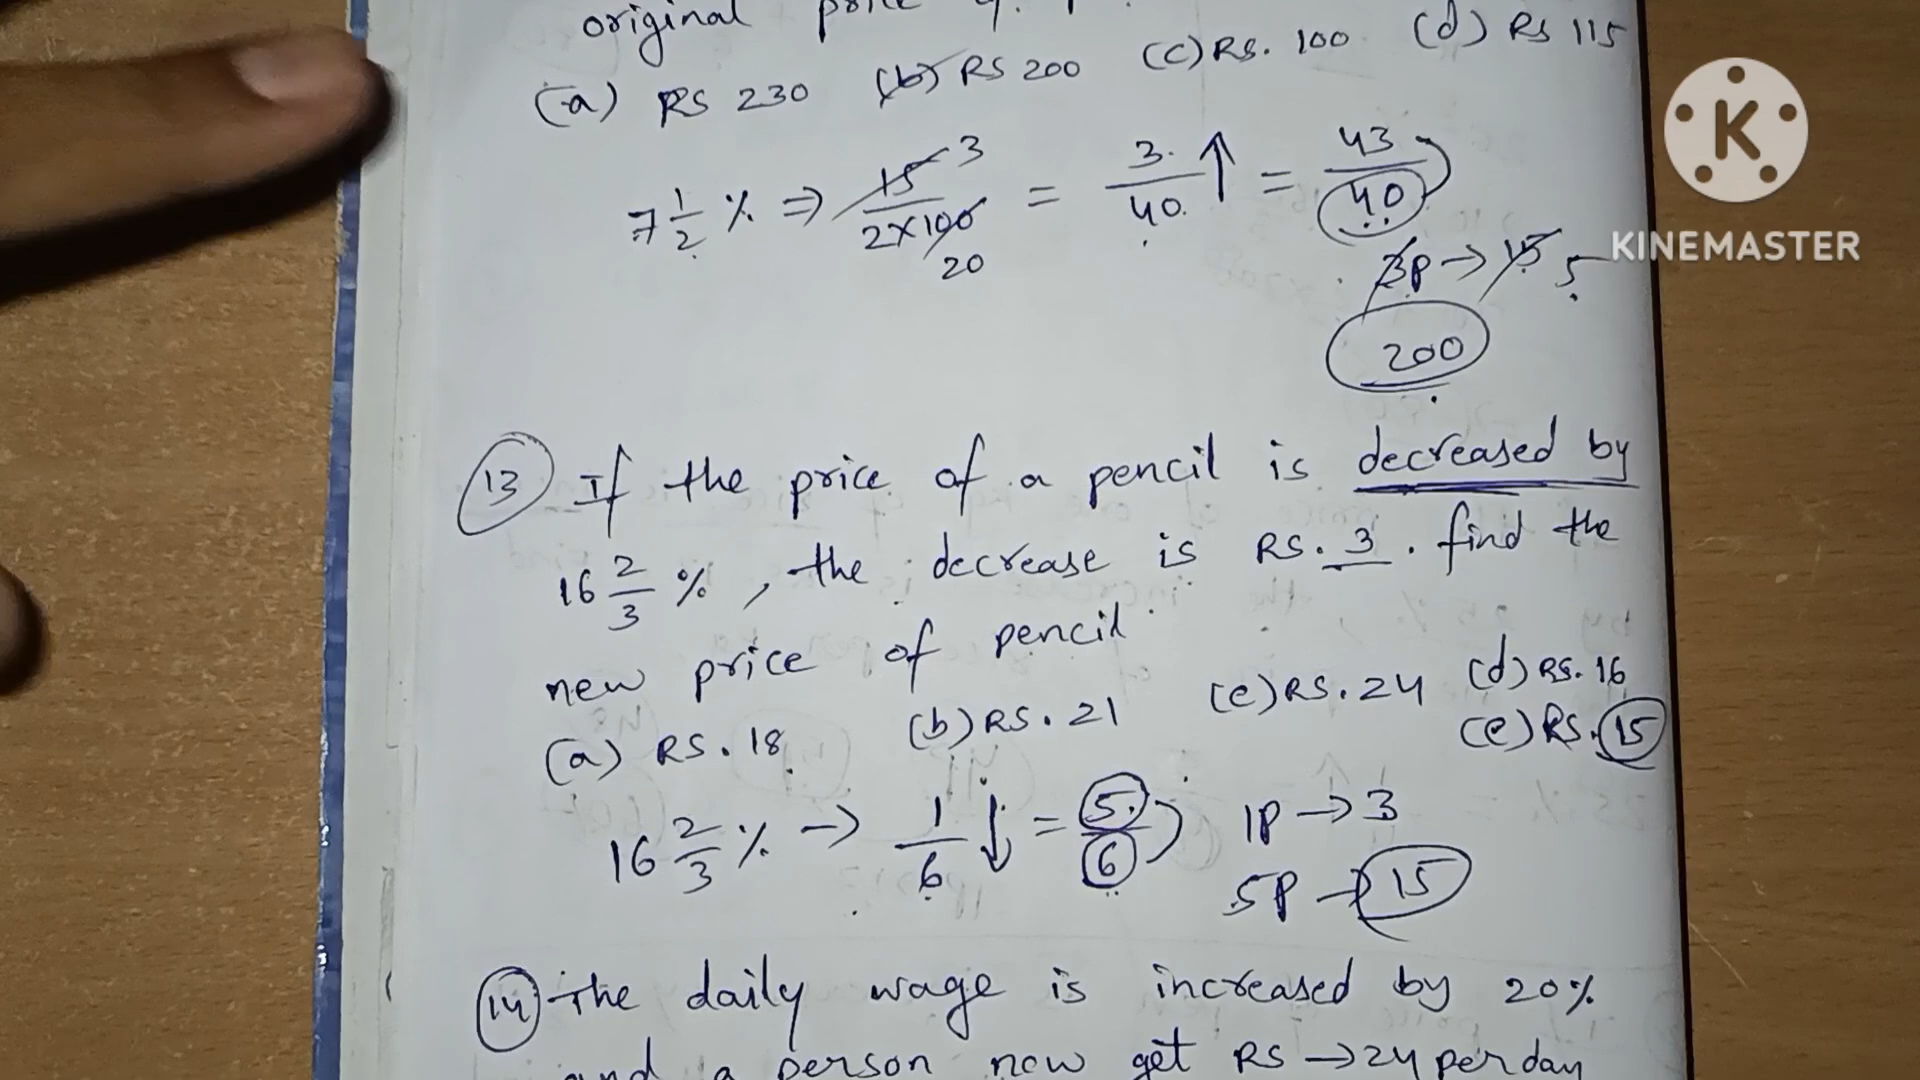 original price
(a) RS 230 (b) RS 200 (c) RS. 100 (d) RS 115
7 1/2 % ⇒ 15/2×100 3 20 = 3/40 ↑ = 43/40
3P → 15 5
200
K
KINEMASTER
(13) If the price of a pencil is decreased by
16 2/3 %, the decrease is RS. 3. find the
new price of pencil
(a) RS. 18 (b) RS. 21 (c) RS. 24 (d) RS. 16
(e) RS. 15
16 2/3 % → 1/6 ↓ = 5/6 1P → 3
5P → 15
(14) The daily wage is increased by 20%
and a person now get RS → 24 per day